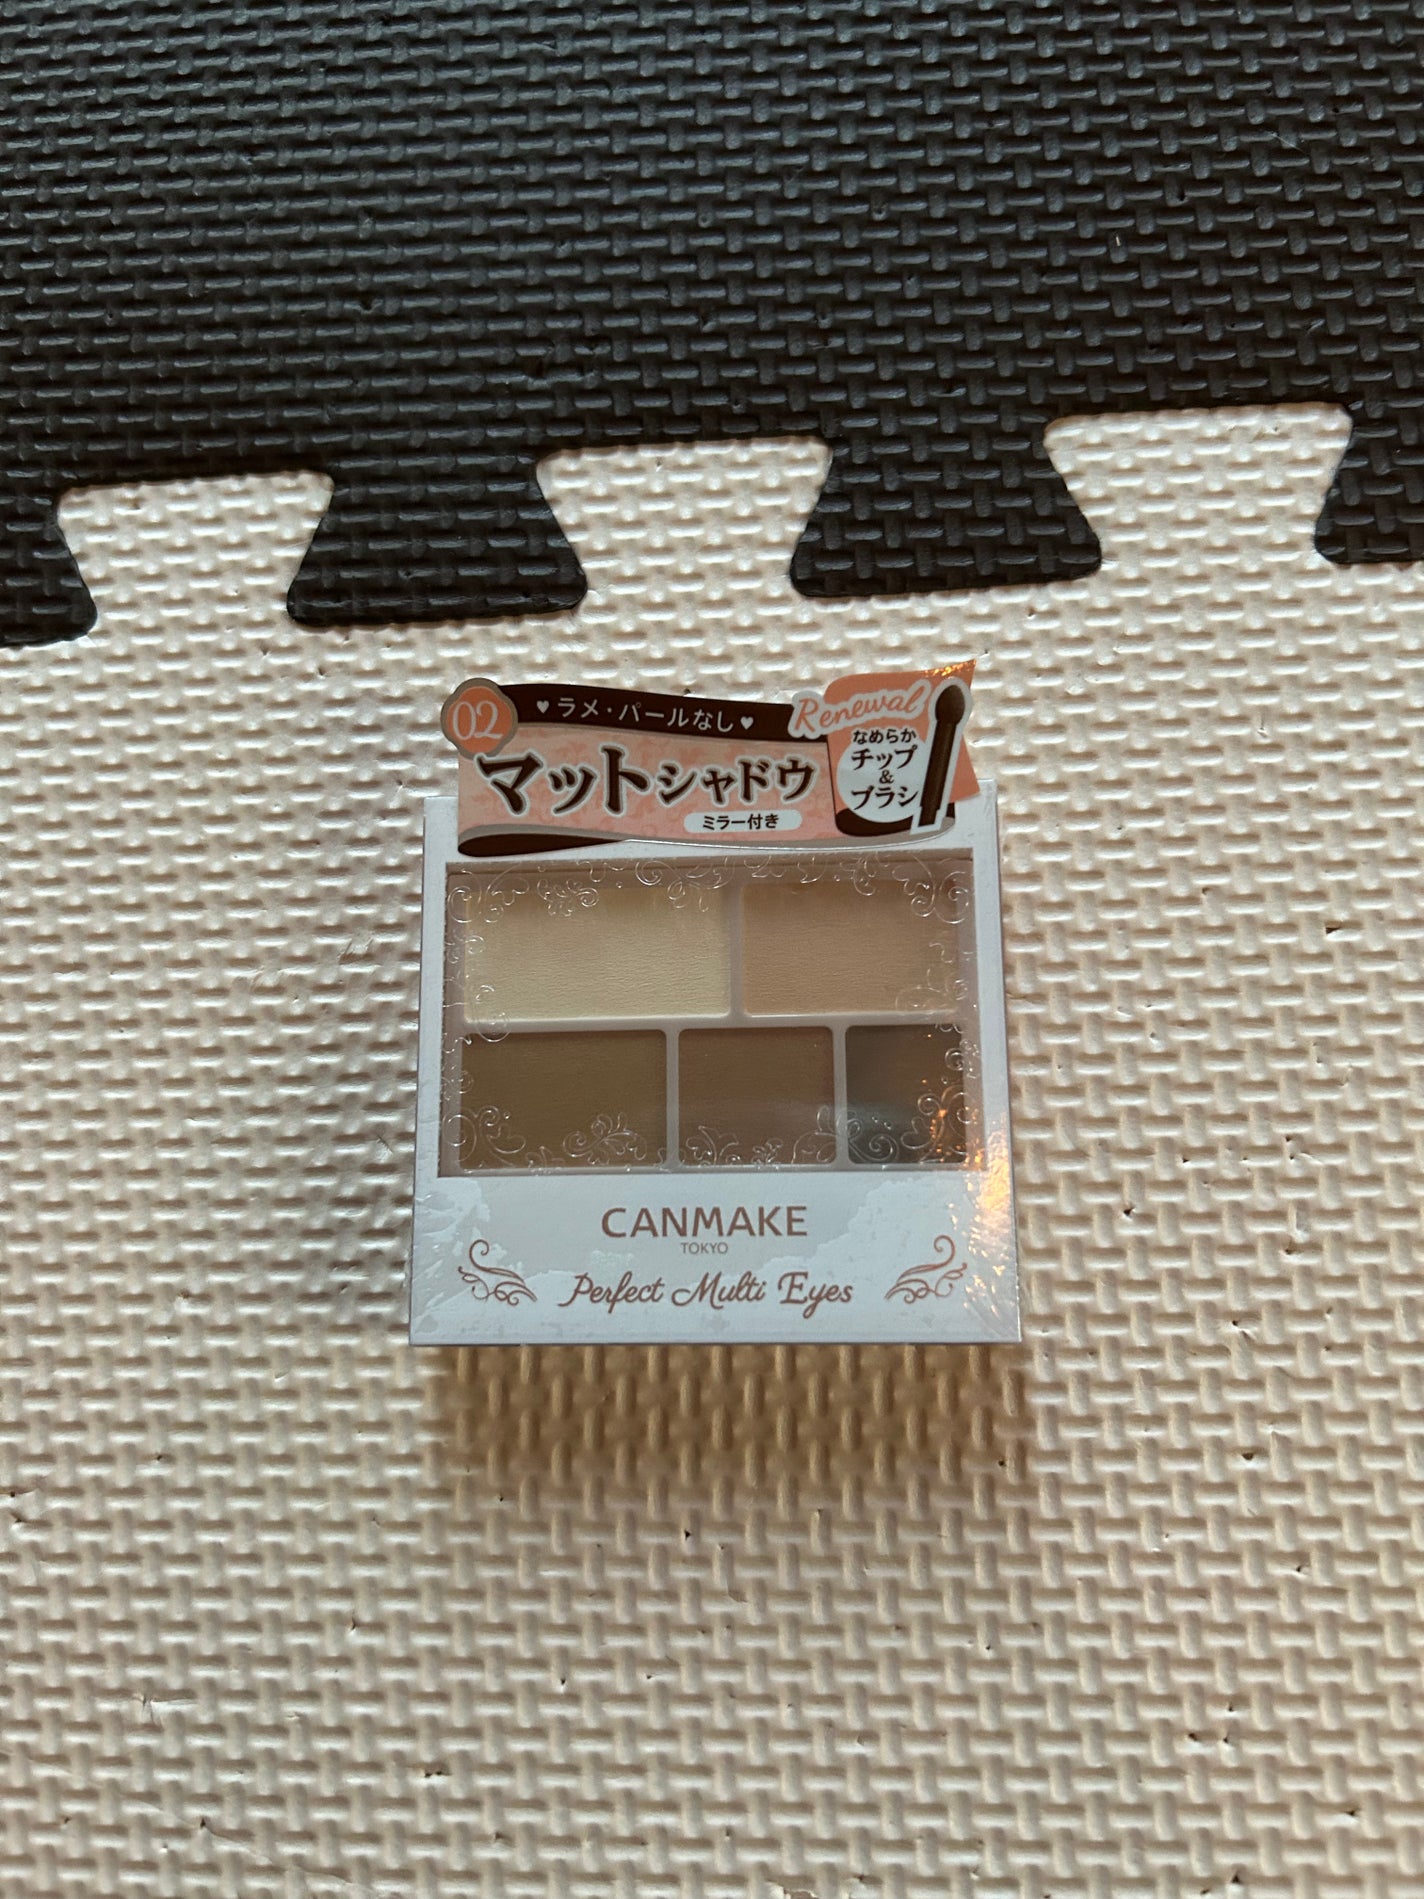 02
♥ラメ・パールなし♥
マットシャドウ
ミラー付き
Renewal
なめらか
チップ
&
ブラシ
CANMAKE
TOKYO
Perfect Multi Eyes